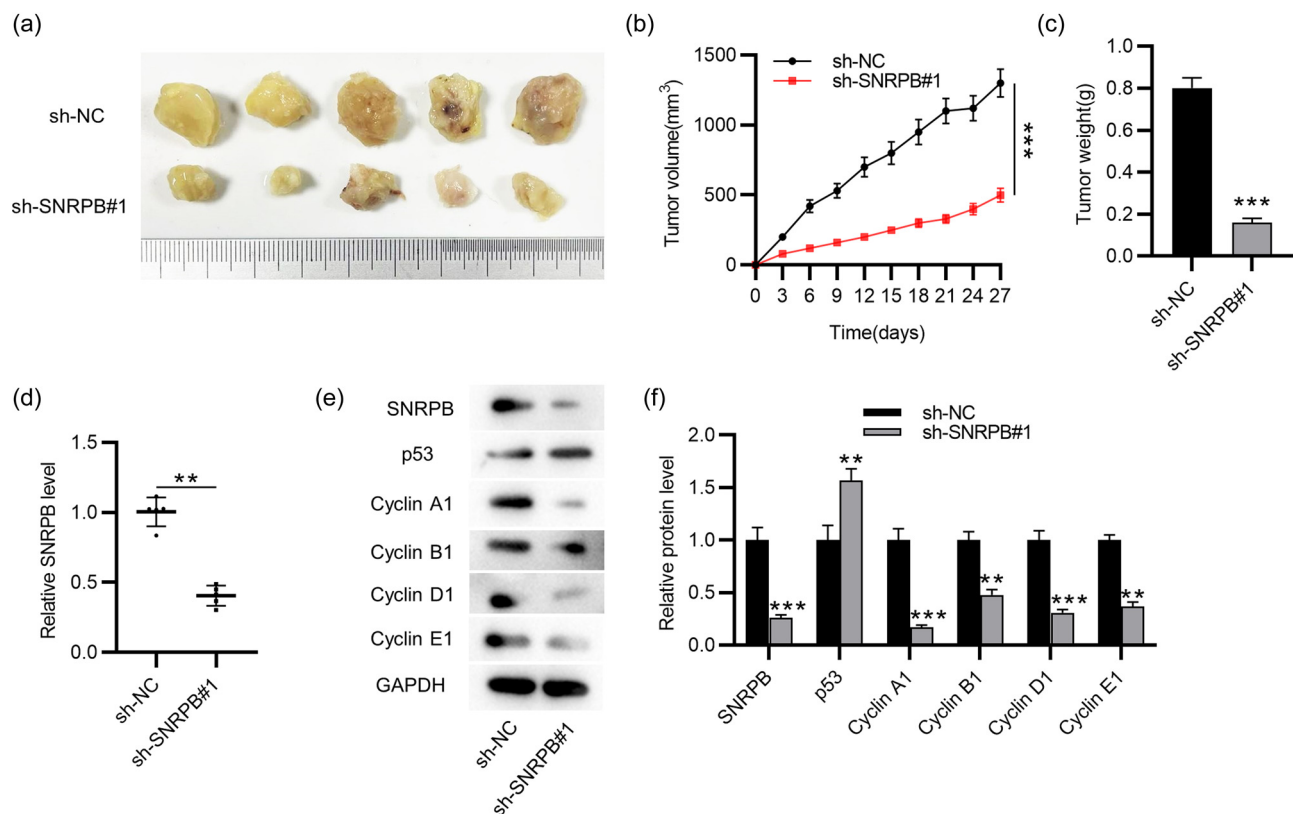 (a)
sh-NC
sh-SNRPB#1
(b)
sh-NC
sh-SNRPB#1
Tumor volume(mm³)
1500
1000
500
0
***
0 3 6 9 12 15 18 21 24 27
Time(days)
(c)
Tumor weight(g)
1.0
0.8
0.6
0.4
0.2
0.0
***
sh-NC
sh-SNRPB#1
(d)
Relative SNRPB level
1.5
1.0
0.5
0.0
**
sh-NC
sh-SNRPB#1
(e)
SNRPB
p53
Cyclin A1
Cyclin B1
Cyclin D1
Cyclin E1
GAPDH
sh-NC
sh-SNRPB#1
(f)
sh-NC
sh-SNRPB#1
Relative protein level
2.0
1.5
1.0
0.5
0.0
*** ** *** ** *** **
SNRPB
p53
Cyclin A1
Cyclin B1
Cyclin D1
Cyclin E1